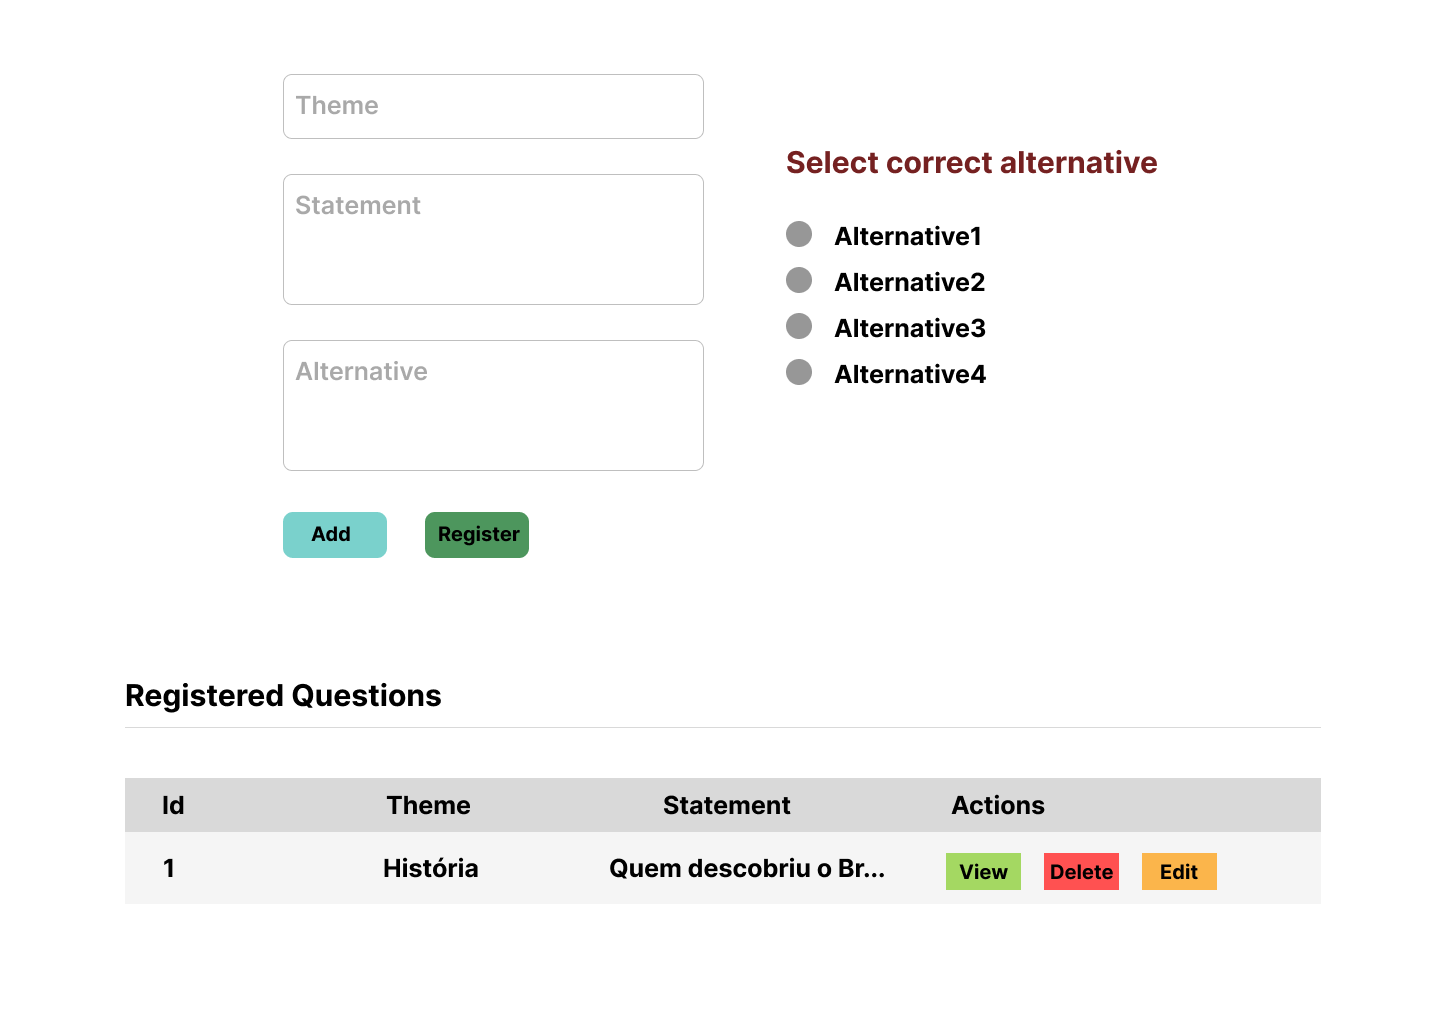 Theme
Statement
Alternative
Add
Register
Select correct alternative
Alternative1
Alternative2
Alternative3
Alternative4
Registered Questions
Id Theme Statement Actions
1 História Quem descobriu o Br... View Delete Edit